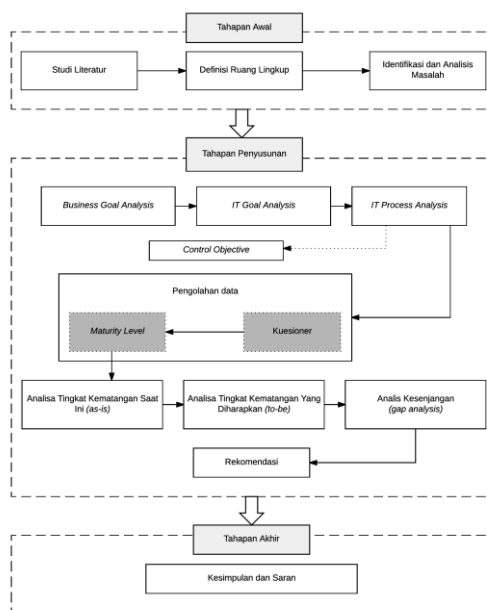 Tahapan Awal
Studi Literatur
Definisi Ruang Lingkup
Identifikasi dan Analisis
Masalah
Tahapan Penyusunan
Business Goal Analysis
IT Goal Analysis
IT Process Analysis
Control Objective
Pengolahan data
Maturity Level
Kuesioner
Analisa Tingkat Kematangan Saat
Ini (as-is)
Analisa Tingkat Kematangan Yang
Diharapkan (to-be)
Analis Kesenjangan
(gap analysis)
Rekomendasi
Tahapan Akhir
Kesimpulan dan Saran